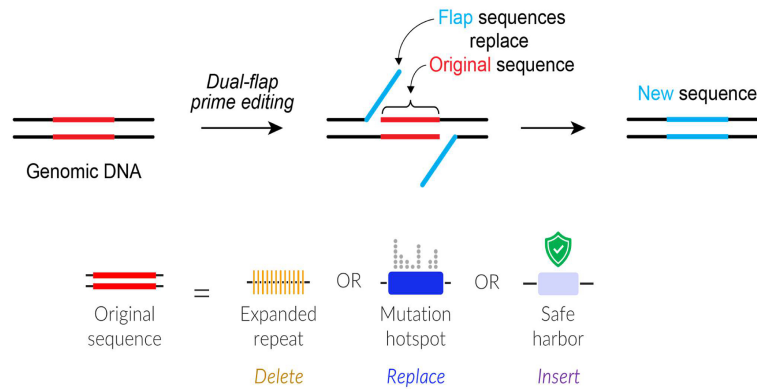 Flap sequences
replace
Original sequence
Dual-flap
prime editing
New sequence
Genomic DNA
=
OR
OR
Original
sequence
Expanded
repeat
Mutation
hotspot
Safe
harbor
Delete
Replace
Insert